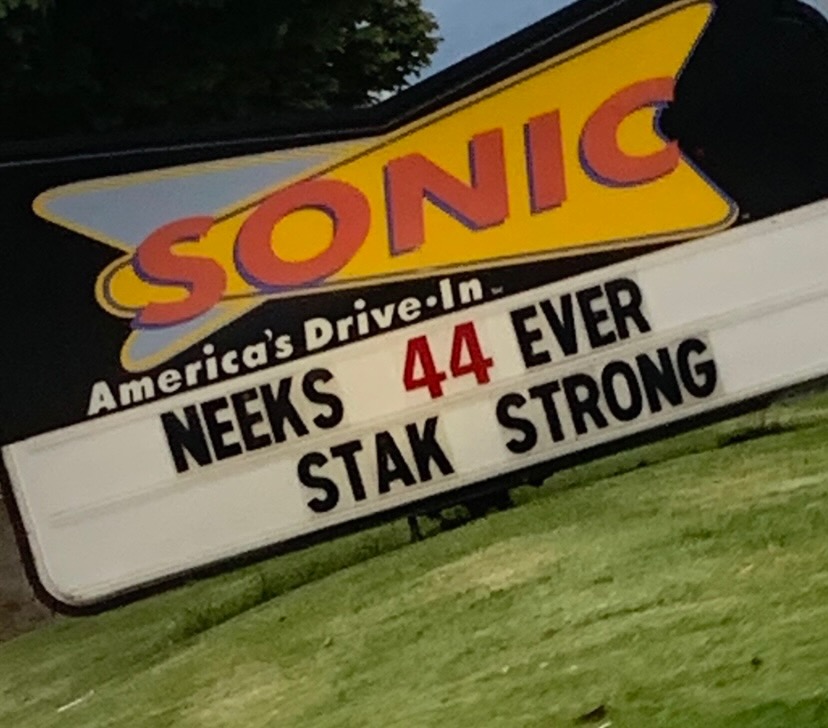 SONIC
America's Drive-In
NEEKS 44 EVER
STAK STRONG